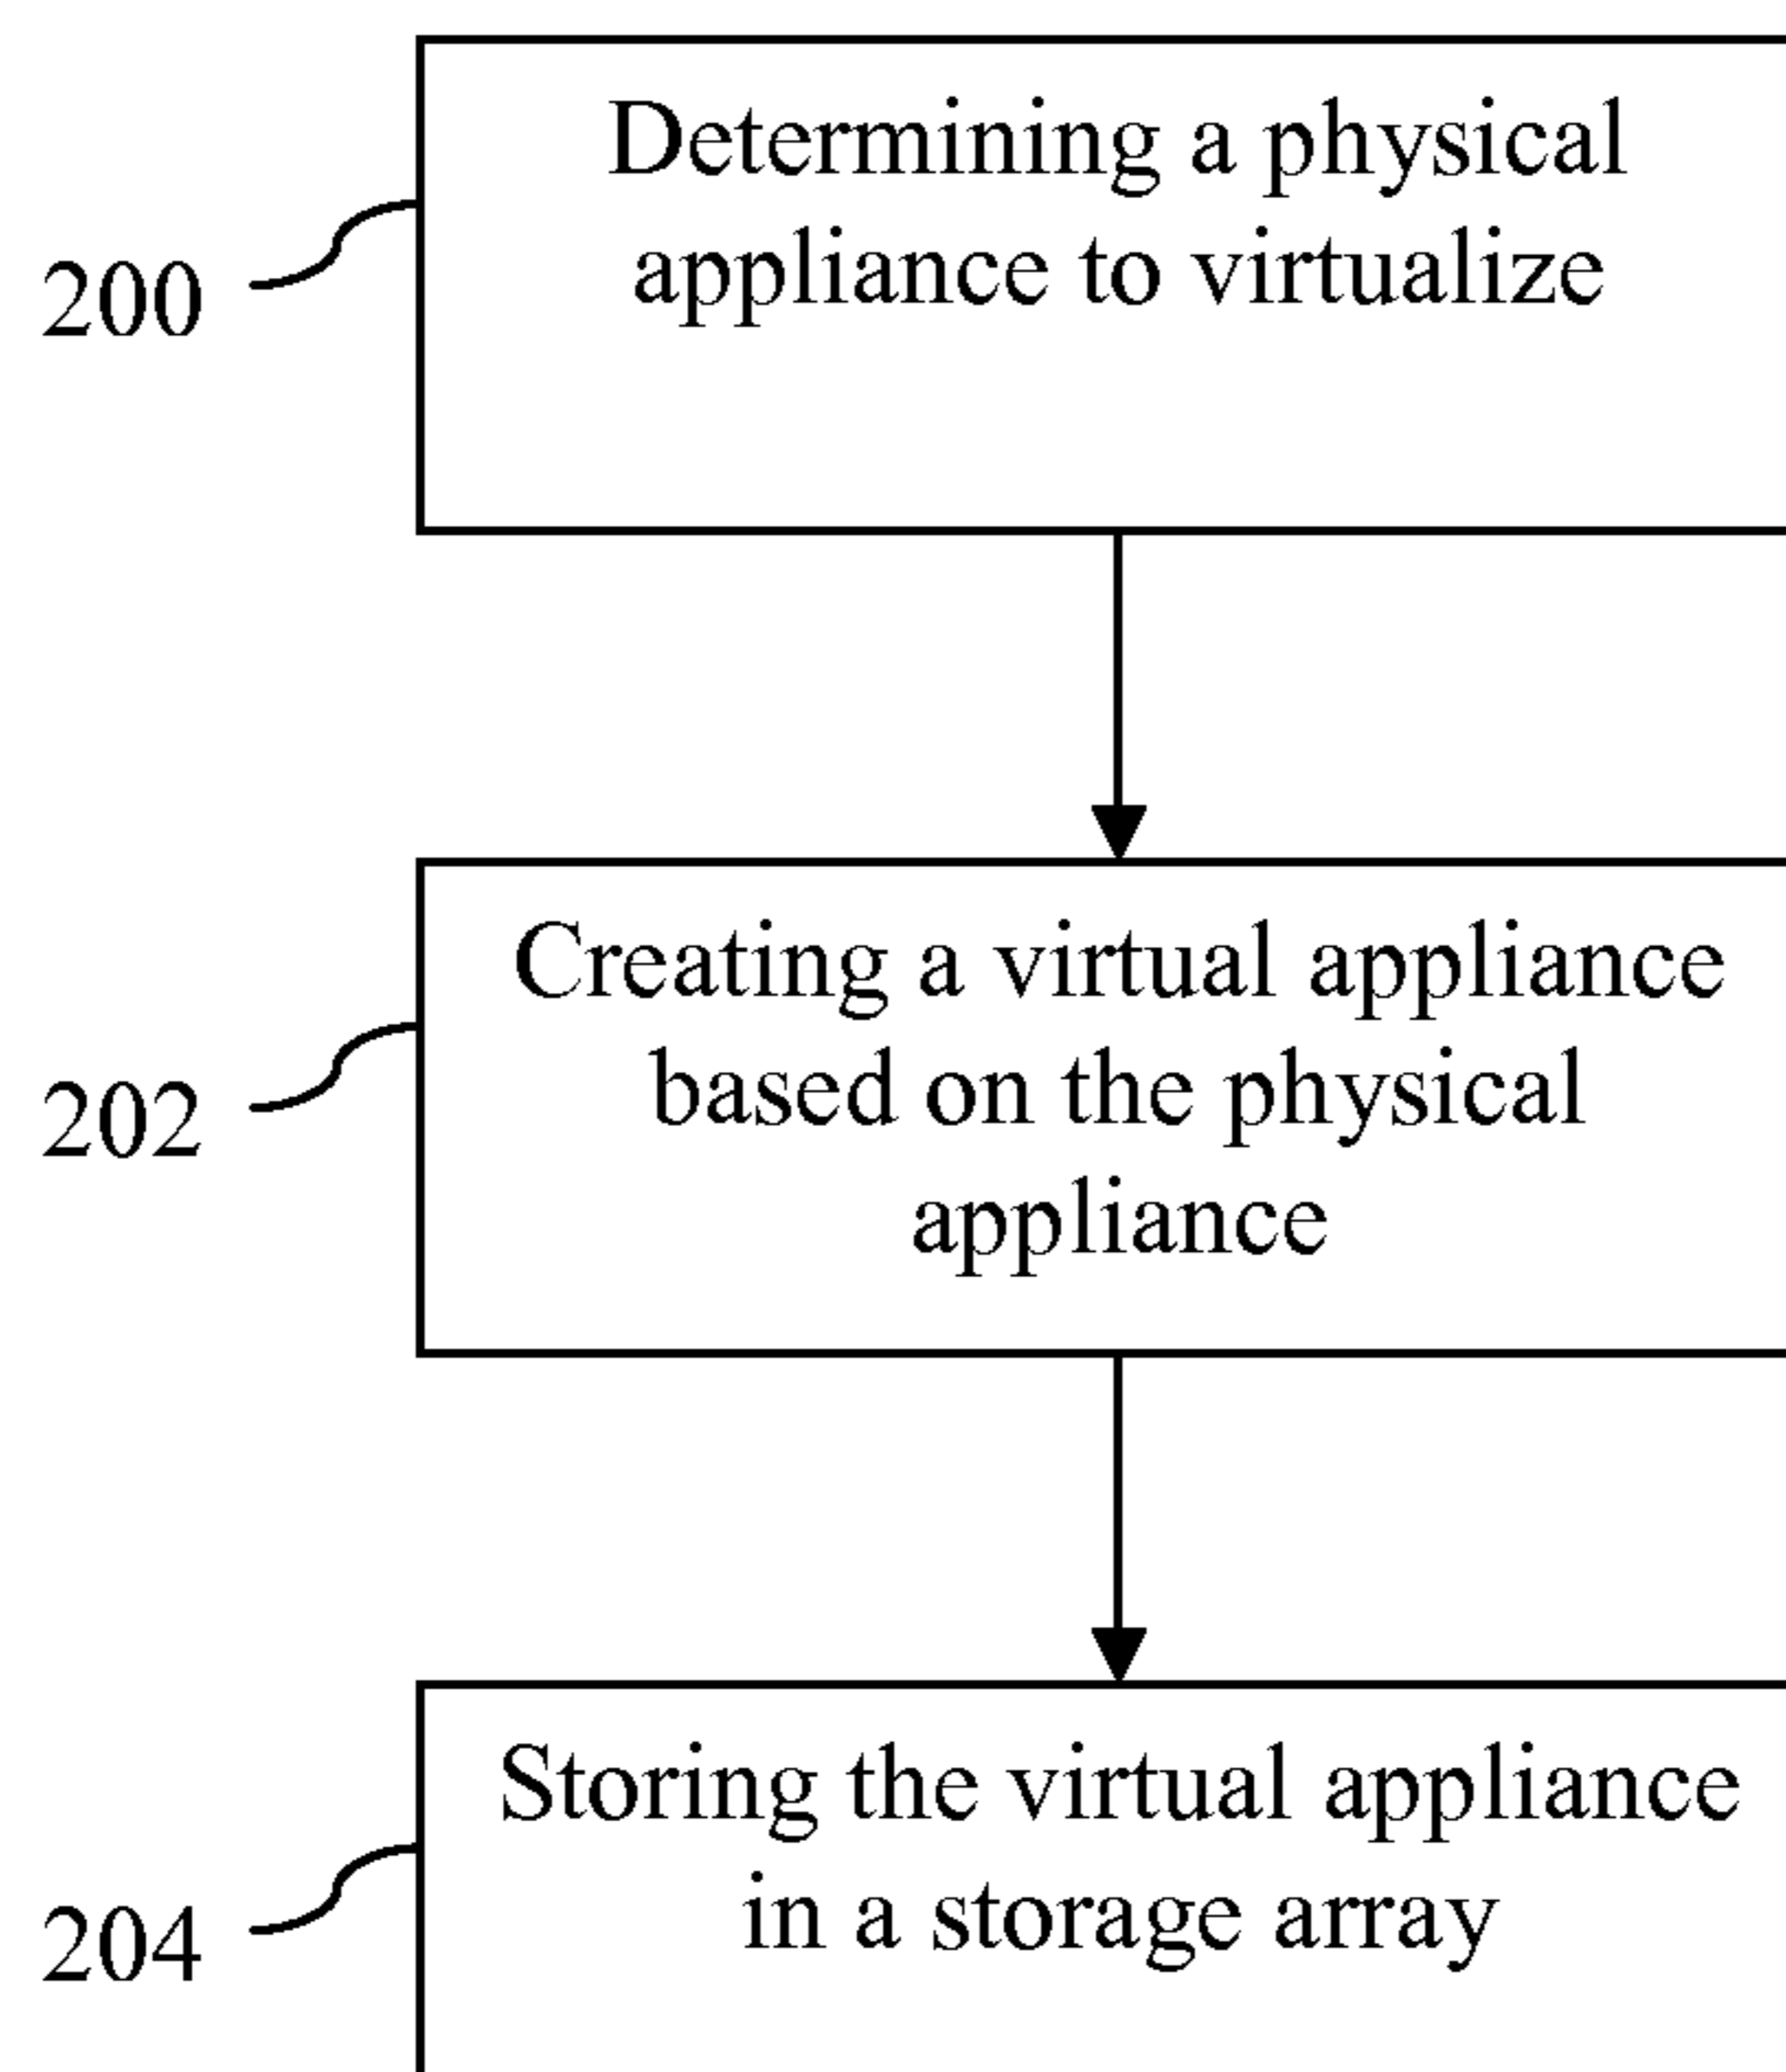 Determining a physical
appliance to virtualize
200
Creating a virtual appliance
based on the physical
appliance
202
Storing the virtual appliance
in a storage array
204